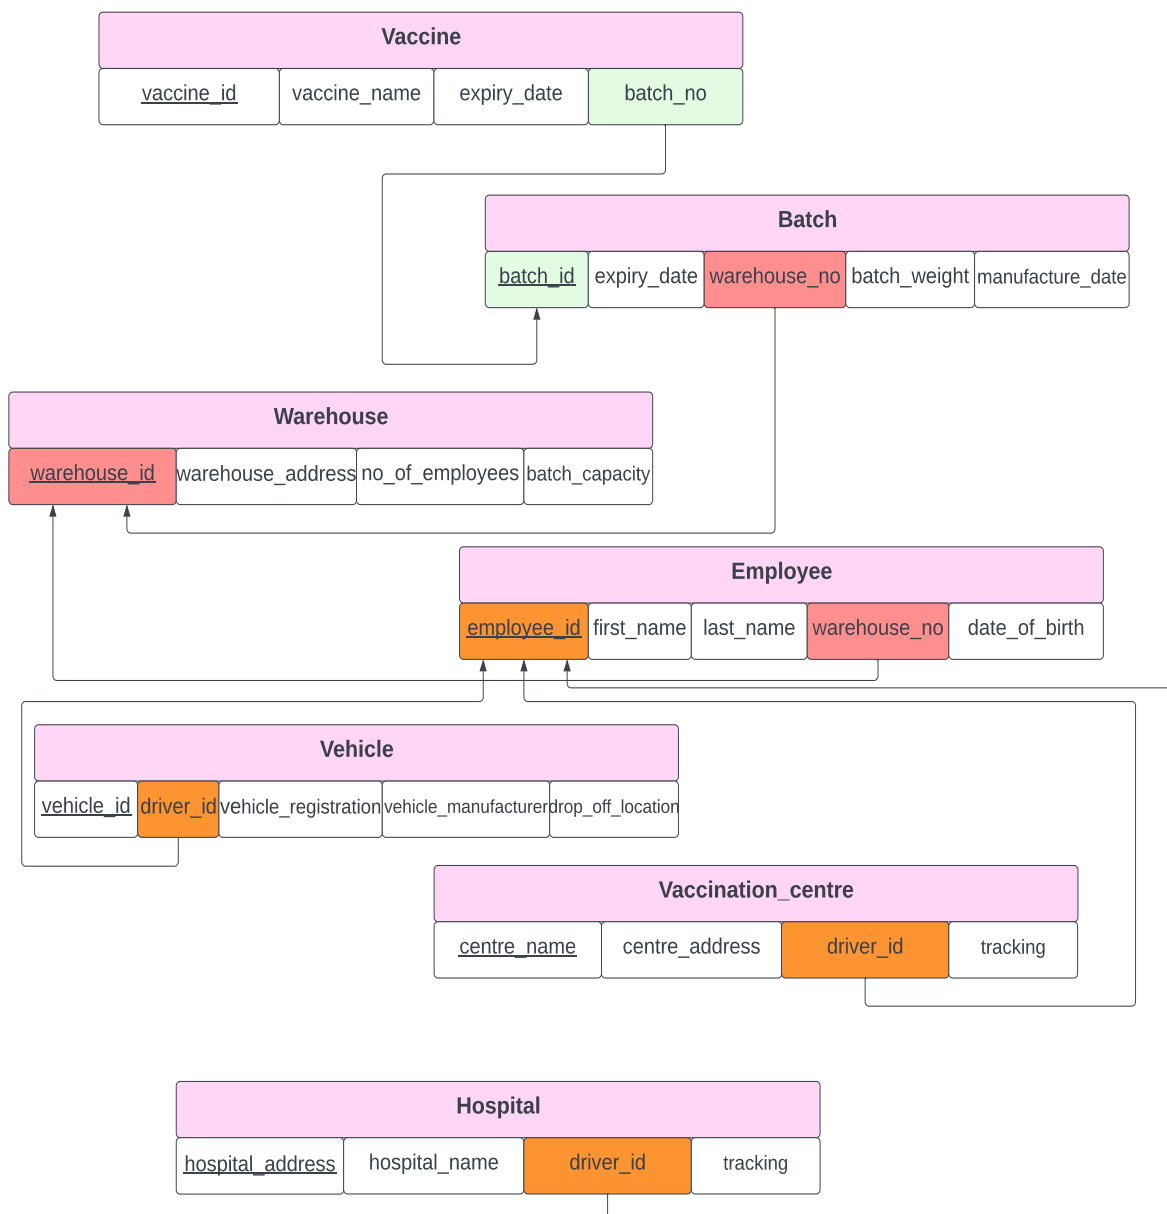 Vaccine
vaccine_id vaccine_name expiry_date batch_no
Batch
batch_id expiry_date warehouse_no batch_weight manufacture_date
Warehouse
warehouse_id warehouse_address no_of_employees batch_capacity
Employee
employee_id first_name last_name warehouse_no date_of_birth
Vehicle
vehicle_id driver_id vehicle_registration vehicle_manufacturer drop_off_location
Vaccination_centre
centre_name centre_address driver_id tracking
Hospital
hospital_address hospital_name driver_id tracking